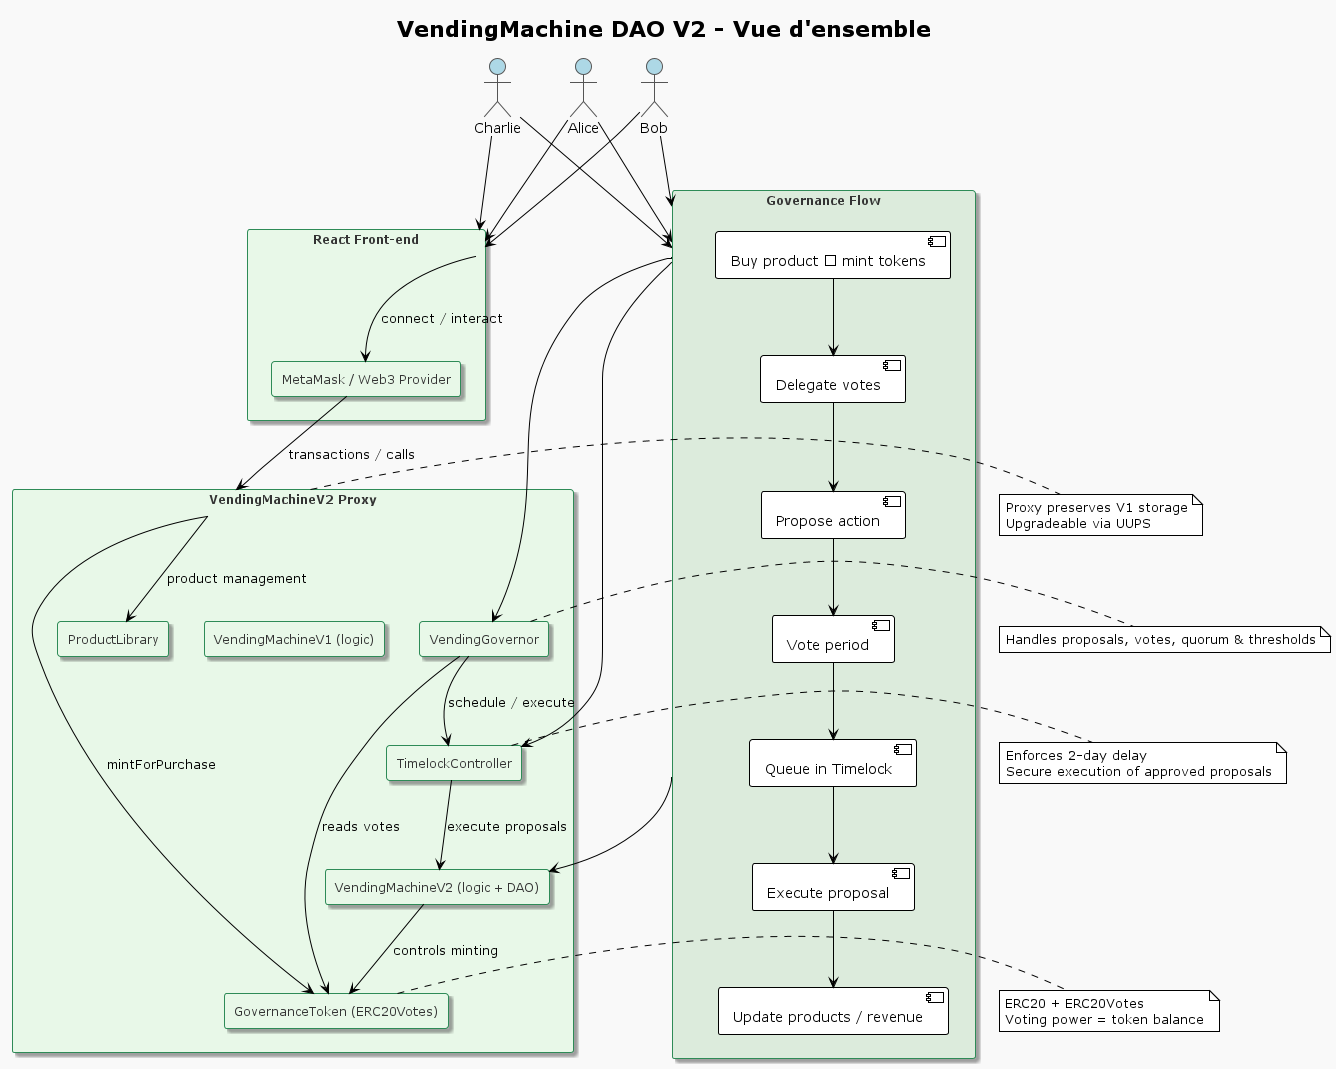 VendingMachine DAO V2 - Vue d'ensemble
Charlie
Alice
Bob
React Front-end
connect / interact
MetaMask / Web3 Provider
transactions / calls
VendingMachineV2 Proxy
product management
ProductLibrary
VendingMachineV1 (logic)
VendingGovernor
schedule / execute
mintForPurchase
TimelockController
reads votes
execute proposals
VendingMachineV2 (logic + DAO)
controls minting
GovernanceToken (ERC20Votes)
Governance Flow
Buy product □ mint tokens
Delegate votes
Propose action
Vote period
Queue in Timelock
Execute proposal
Update products / revenue
Proxy preserves V1 storage
Upgradeable via UUPS
Handles proposals, votes, quorum & thresholds
Enforces 2-day delay
Secure execution of approved proposals
ERC20 + ERC20Votes
Voting power = token balance